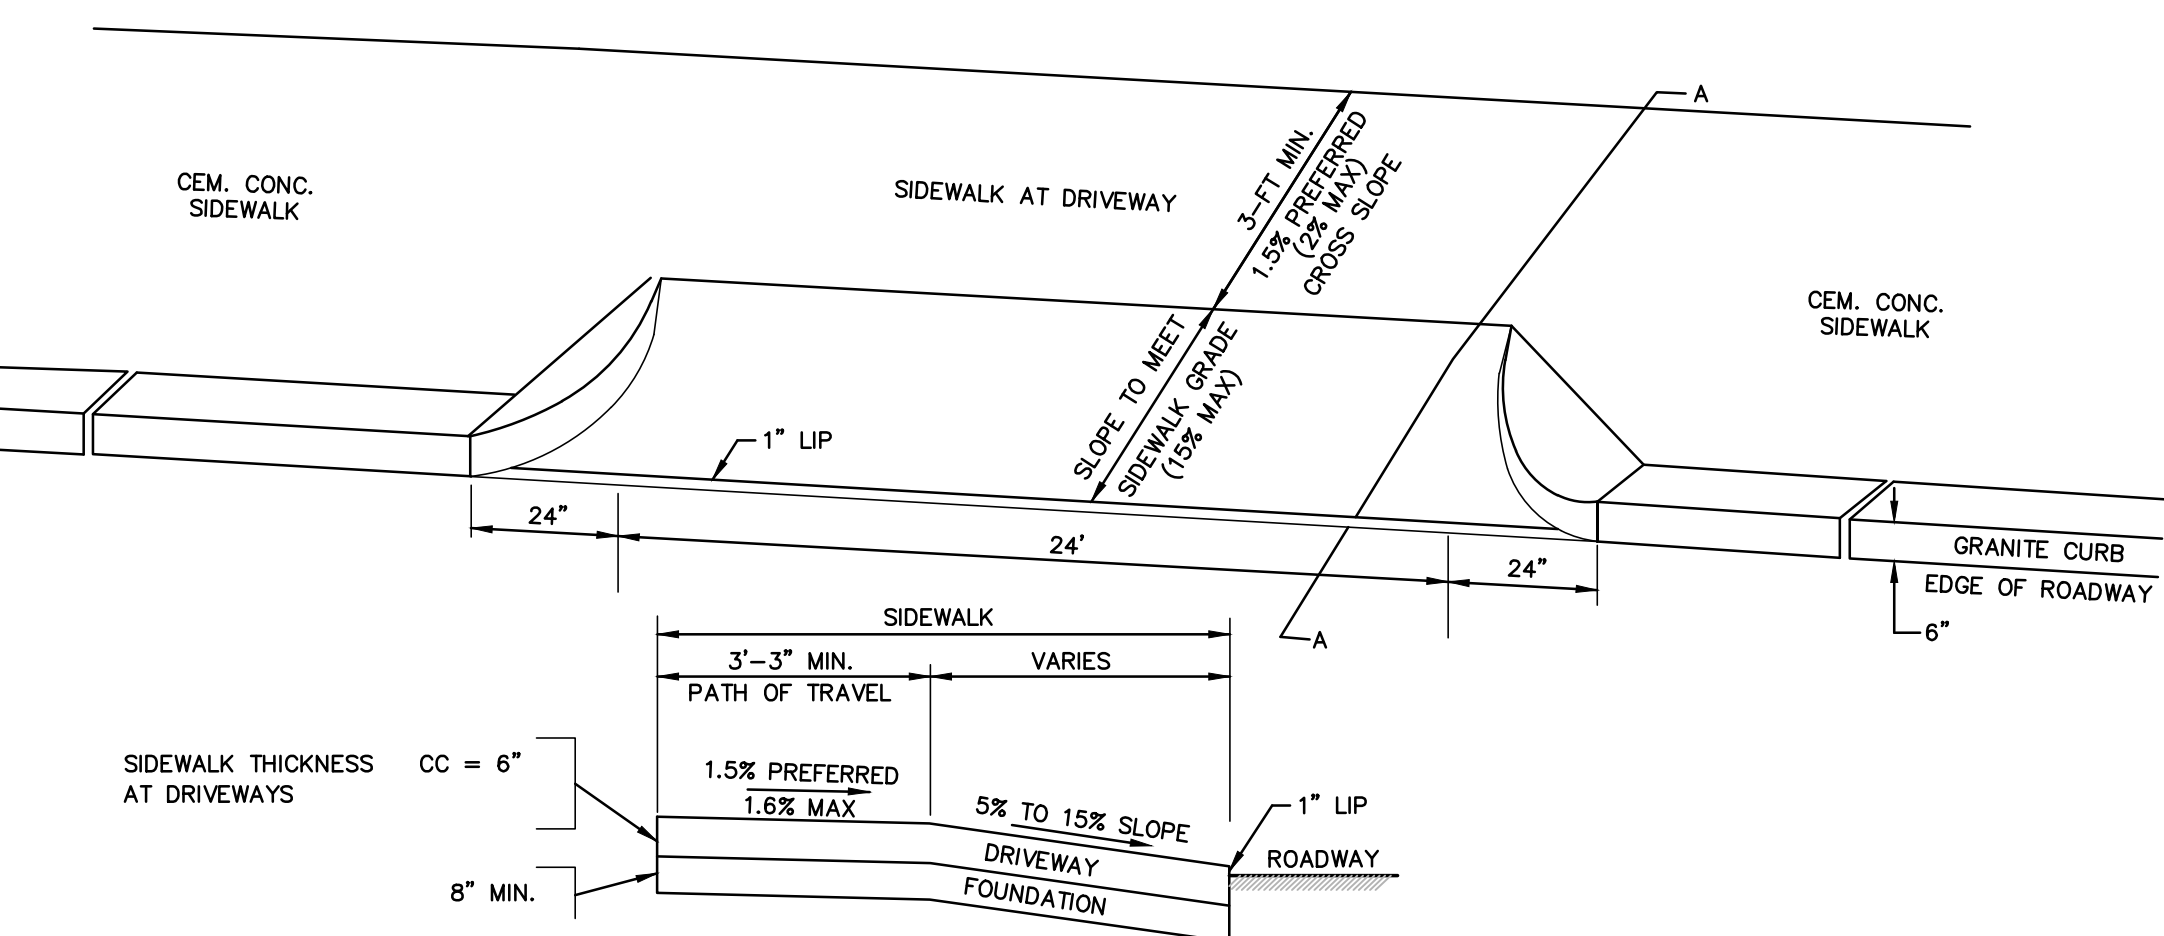 A
CEM. CONC.
SIDEWALK
SIDEWALK AT DRIVEWAY
3-FT MIN.
1.5% PREFERRED
(2% MAX)
CROSS SLOPE
CEM. CONC.
SIDEWALK
SLOPE TO MEET
SIDEWALK GRADE
(15% MAX)
1" LIP
24"
24'
24"
GRANITE CURB
EDGE OF ROADWAY
6"
A
SIDEWALK
3'-3" MIN.
VARIES
PATH OF TRAVEL
SIDEWALK THICKNESS CC = 6"
AT DRIVEWAYS
1.5% PREFERRED
1.6% MAX
5% TO 15% SLOPE
1" LIP
DRIVEWAY
ROADWAY
8" MIN.
FOUNDATION